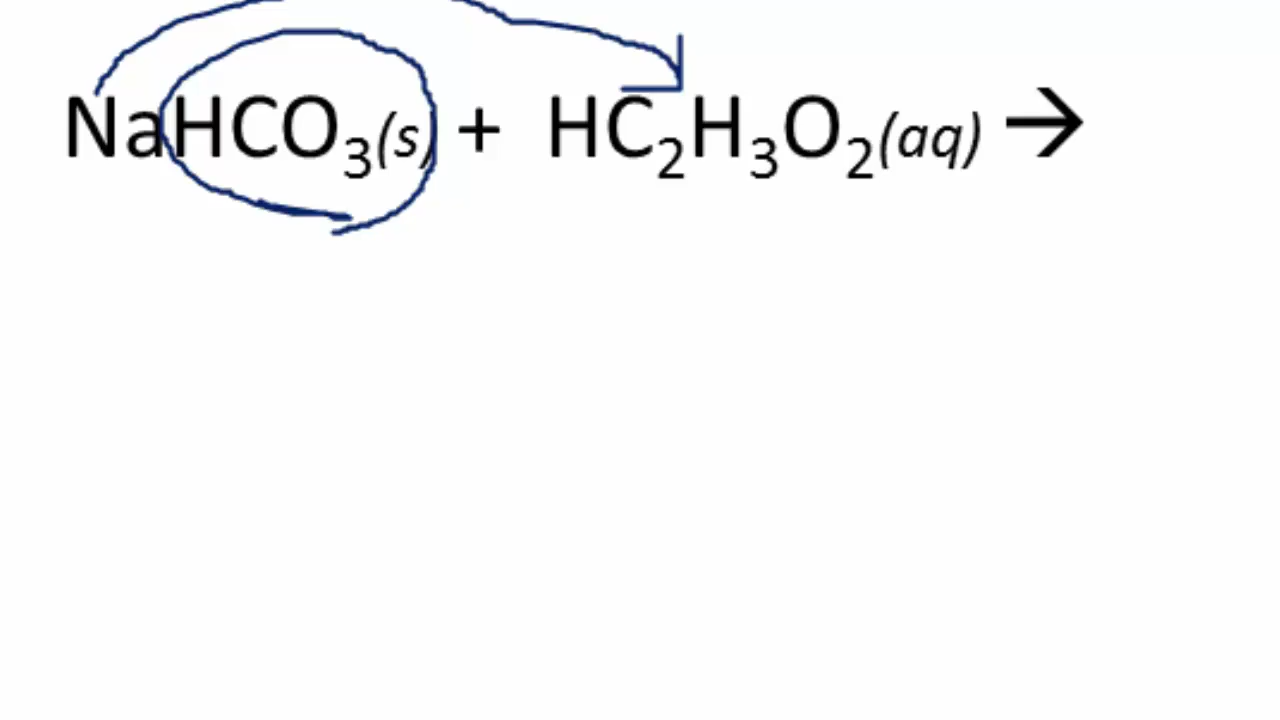 NaHCO₃(s) + HC₂H₃O₂(aq) →